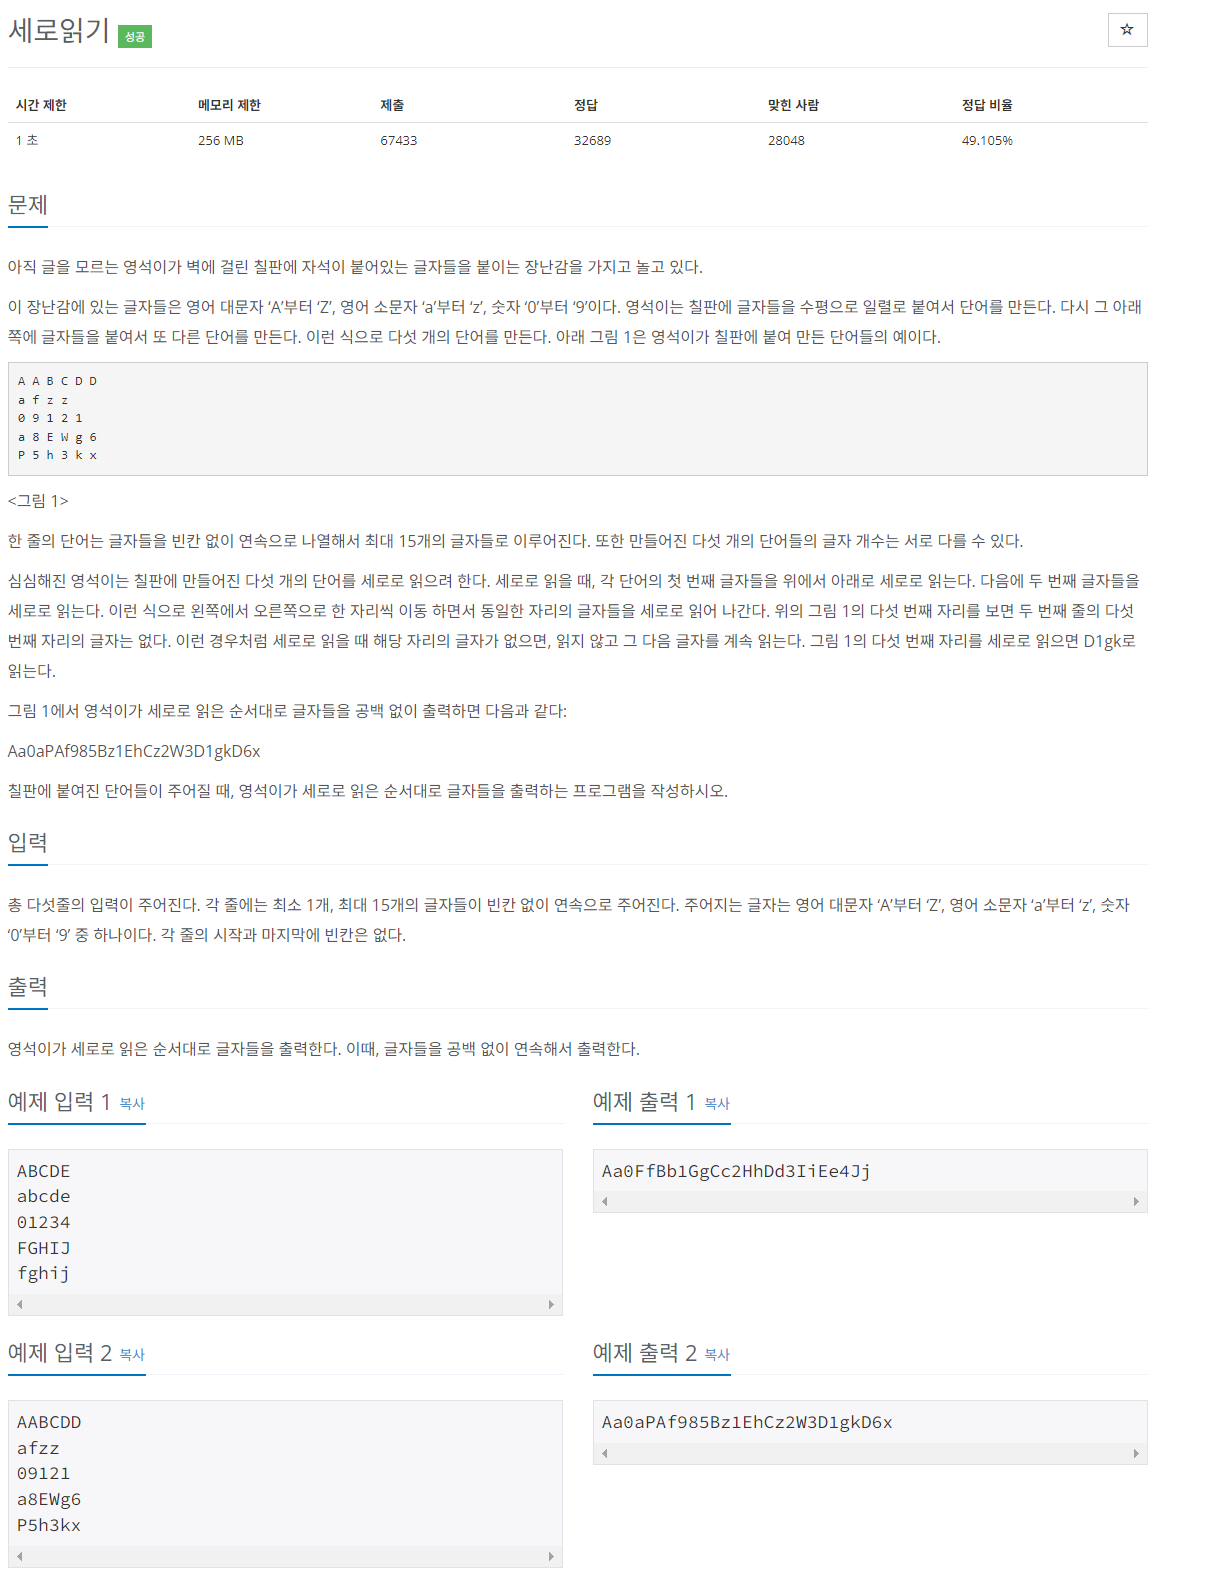 세로읽기 성공
☆
시간 제한 메모리 제한 제출 정답 맞힌 사람 정답 비율
1 초 256 MB 67433 32689 28048 49.105%
문제
아직 글을 모르는 영석이가 벽에 걸린 칠판에 자석이 붙어있는 글자들을 붙이는 장난감을 가지고 놀고 있다.
이 장난감에 있는 글자들은 영어 대문자 ‘A’부터 ‘Z’, 영어 소문자 ‘a’부터 ‘z’, 숫자 ‘0’부터 ‘9’이다. 영석이는 칠판에 글자들을 수평으로 일렬로 붙여서 단어를 만든다. 다시 그 아래
쪽에 글자들을 붙여서 또 다른 단어를 만든다. 이런 식으로 다섯 개의 단어를 만든다. 아래 그림 1은 영석이가 칠판에 붙여 만든 단어들의 예이다.
A A B C D D
a f z z
0 9 1 2 1
a 8 E W g 6
P 5 h 3 k x
<그림 1>
한 줄의 단어는 글자들을 빈칸 없이 연속으로 나열해서 최대 15개의 글자들로 이루어진다. 또한 만들어진 다섯 개의 단어들의 글자 개수는 서로 다를 수 있다.
심심해진 영석이는 칠판에 만들어진 다섯 개의 단어를 세로로 읽으려 한다. 세로로 읽을 때, 각 단어의 첫 번째 글자들을 위에서 아래로 세로로 읽는다. 다음에 두 번째 글자들을
세로로 읽는다. 이런 식으로 왼쪽에서 오른쪽으로 한 자리씩 이동 하면서 동일한 자리의 글자들을 세로로 읽어 나간다. 위의 그림 1의 다섯 번째 자리를 보면 두 번째 줄의 다섯
번째 자리의 글자는 없다. 이런 경우처럼 세로로 읽을 때 해당 자리의 글자가 없으면, 읽지 않고 그 다음 글자를 계속 읽는다. 그림 1의 다섯 번째 자리를 세로로 읽으면 D1gk로
읽는다.
그림 1에서 영석이가 세로로 읽은 순서대로 글자들을 공백 없이 출력하면 다음과 같다:
Aa0aPAf985Bz1EhCz2W3D1gkD6x
칠판에 붙여진 단어들이 주어질 때, 영석이가 세로로 읽은 순서대로 글자들을 출력하는 프로그램을 작성하시오.
입력
총 다섯줄의 입력이 주어진다. 각 줄에는 최소 1개, 최대 15개의 글자들이 빈칸 없이 연속으로 주어진다. 주어지는 글자는 영어 대문자 ‘A’부터 ‘Z’, 영어 소문자 ‘a’부터 ‘z’, 숫자
‘0’부터 ‘9’ 중 하나이다. 각 줄의 시작과 마지막에 빈칸은 없다.
출력
영석이가 세로로 읽은 순서대로 글자들을 출력한다. 이때, 글자들을 공백 없이 연속해서 출력한다.
예제 입력 1 복사
ABCDE
abcde
01234
FGHIJ
fghij
예제 출력 1 복사
Aa0FfBb1GgCc2HhDd3IiEe4Jj
예제 입력 2 복사
AABCDD
afzz
09121
a8EWg6
P5h3kx
예제 출력 2 복사
Aa0aPAf985Bz1EhCz2W3D1gkD6x